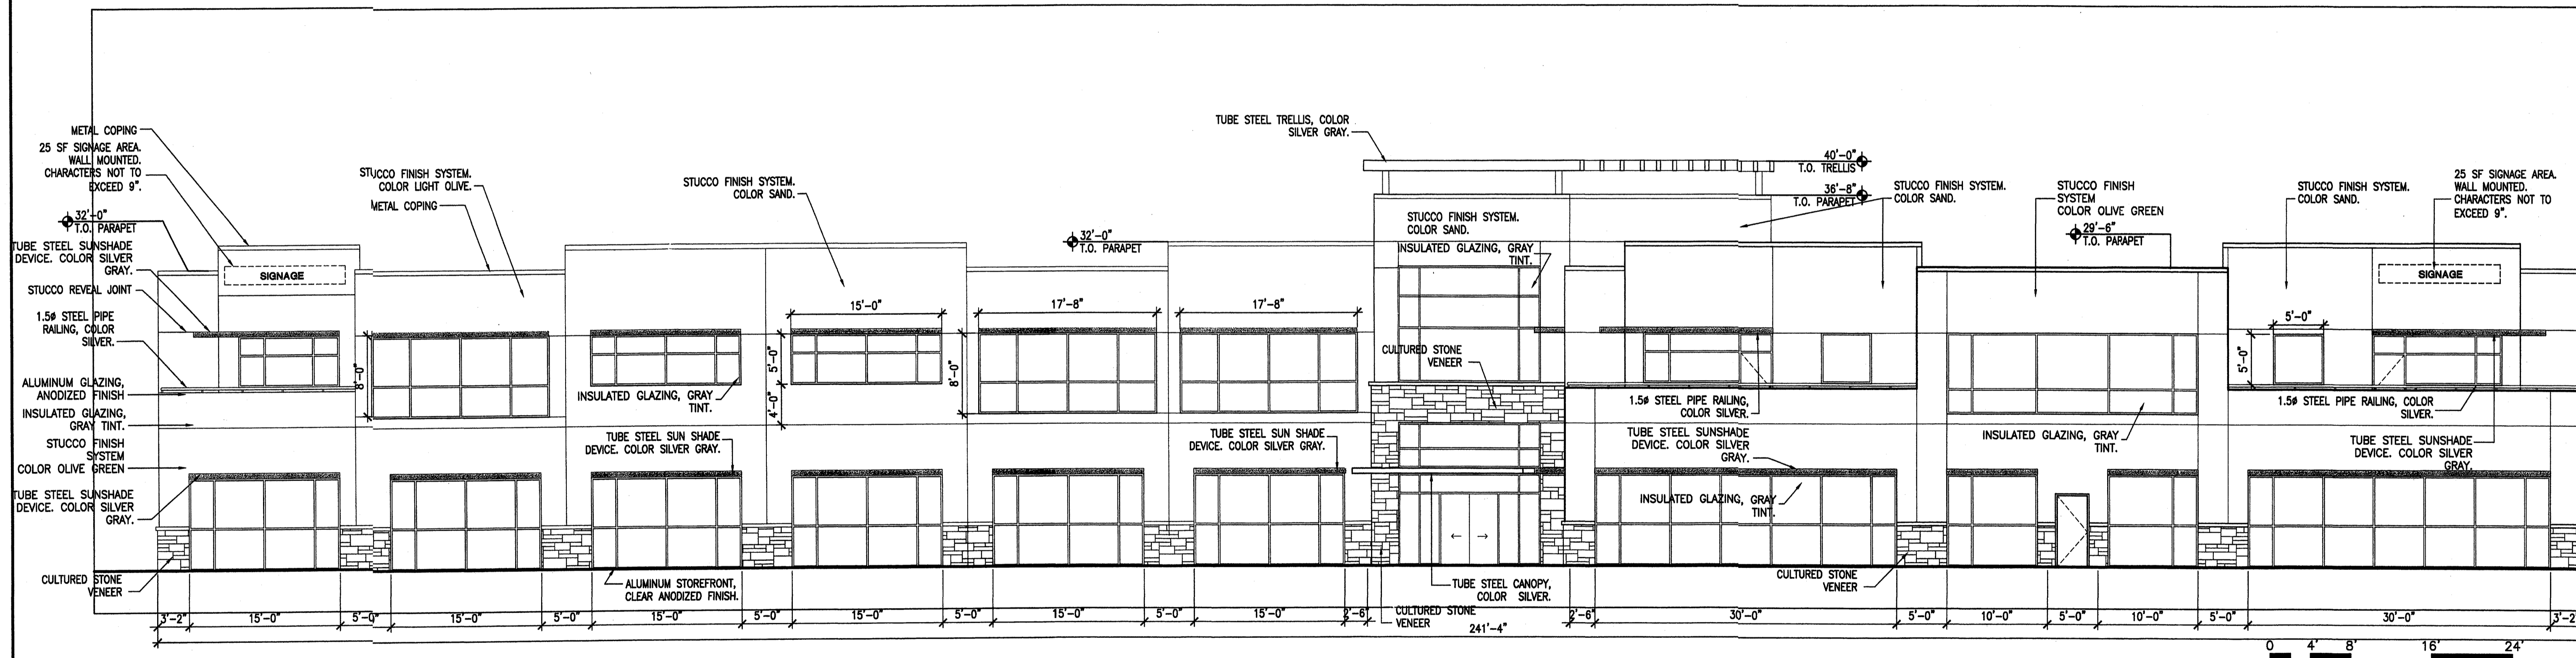 METAL COPING
25 SF SIGNAGE AREA.
WALL MOUNTED.
CHARACTERS NOT TO
EXCEED 9".
32'-0"
T.O. PARAPET
TUBE STEEL SUNSHADE
DEVICE. COLOR SILVER
GRAY.
STUCCO REVEAL JOINT
1.5ø STEEL PIPE
RAILING, COLOR
SILVER.
ALUMINUM GLAZING,
ANODIZED FINISH
INSULATED GLAZING,
GRAY TINT.
STUCCO FINISH
SYSTEM
COLOR OLIVE GREEN
TUBE STEEL SUNSHADE
DEVICE. COLOR SILVER
GRAY.
CULTURED STONE
VENEER
SIGNAGE
STUCCO FINISH SYSTEM.
COLOR LIGHT OLIVE.
METAL COPING
8'-0"
STUCCO FINISH SYSTEM.
COLOR SAND.
15'-0"
5'-0"
4'-0"
INSULATED GLAZING, GRAY
TINT.
TUBE STEEL SUN SHADE
DEVICE. COLOR SILVER GRAY.
ALUMINUM STOREFRONT,
CLEAR ANODIZED FINISH.
32'-0"
T.O. PARAPET
17'-8"
17'-8"
8'-0"
TUBE STEEL SUN SHADE
DEVICE. COLOR SILVER GRAY.
TUBE STEEL TRELLIS, COLOR
SILVER GRAY.
40'-0"
T.O. TRELLIS
36'-8"
T.O. PARAPET
STUCCO FINISH SYSTEM.
COLOR SAND.
INSULATED GLAZING, GRAY
TINT.
CULTURED STONE
VENEER
TUBE STEEL CANOPY,
COLOR SILVER.
CULTURED STONE
VENEER
STUCCO FINISH SYSTEM.
COLOR SAND.
1.5ø STEEL PIPE RAILING,
COLOR SILVER.
TUBE STEEL SUNSHADE
DEVICE. COLOR SILVER
GRAY.
INSULATED GLAZING, GRAY
TINT.
CULTURED STONE
VENEER
STUCCO FINISH
SYSTEM
COLOR OLIVE GREEN
29'-6"
T.O. PARAPET
INSULATED GLAZING, GRAY
TINT.
STUCCO FINISH SYSTEM.
COLOR SAND.
25 SF SIGNAGE AREA.
WALL MOUNTED.
CHARACTERS NOT TO
EXCEED 9".
SIGNAGE
5'-0"
5'-0"
1.5ø STEEL PIPE RAILING, COLOR
SILVER.
TUBE STEEL SUNSHADE
DEVICE. COLOR SILVER
GRAY.
3'-2" 15'-0" 5'-0" 15'-0" 5'-0" 15'-0" 5'-0" 15'-0" 5'-0" 15'-0" 5'-0" 15'-0" 2'-6" 2'-6" 30'-0" 5'-0" 10'-0" 5'-0" 10'-0" 5'-0" 30'-0" 3'-2
241'-4"
0 4' 8' 16' 24'